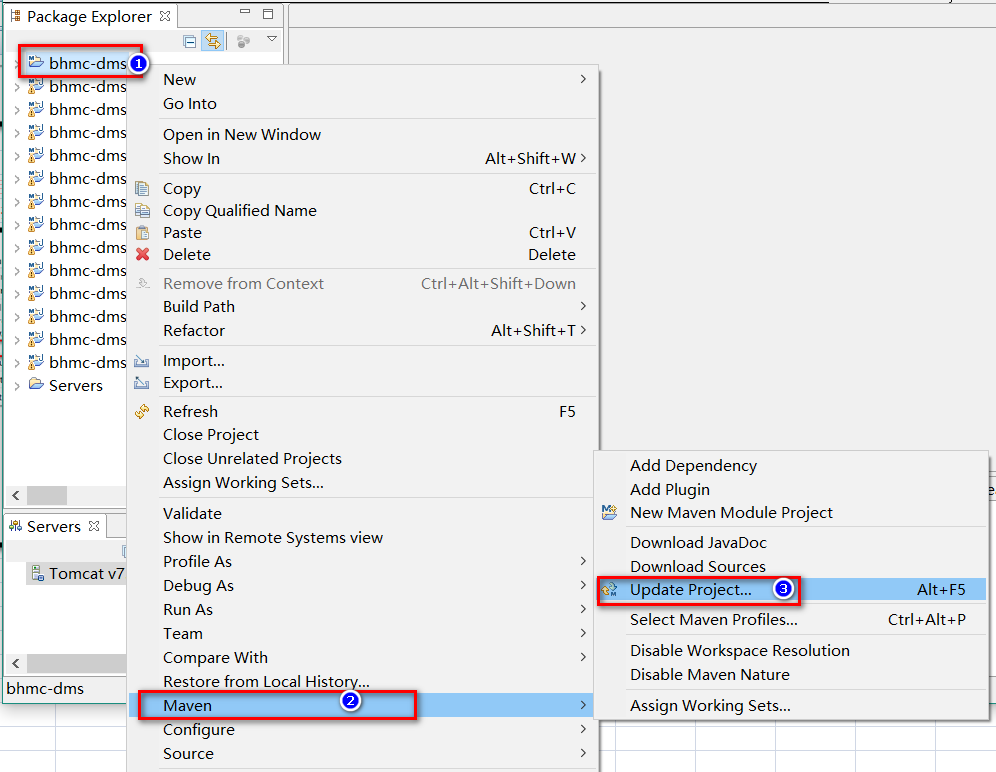 Package Explorer
bhmc-dms 1
bhmc-dms
bhmc-dms
bhmc-dms
bhmc-dms
bhmc-dms
bhmc-dms
bhmc-dms
bhmc-dms
bhmc-dms
bhmc-dms
bhmc-dms
bhmc-dms
bhmc-dms
Servers
Servers
Tomcat v7
bhmc-dms
New
Go Into
Open in New Window
Show In Alt+Shift+W
Copy Ctrl+C
Copy Qualified Name
Paste Ctrl+V
Delete Delete
Remove from Context Ctrl+Alt+Shift+Down
Build Path
Refactor Alt+Shift+T
Import...
Export...
Refresh F5
Close Project
Close Unrelated Projects
Assign Working Sets...
Validate
Show in Remote Systems view
Profile As
Debug As
Run As
Team
Compare With
Restore from Local History...
Maven 2
Configure
Source
Add Dependency
Add Plugin
New Maven Module Project
Download JavaDoc
Download Sources
Update Project... 3 Alt+F5
Select Maven Profiles... Ctrl+Alt+P
Disable Workspace Resolution
Disable Maven Nature
Assign Working Sets...